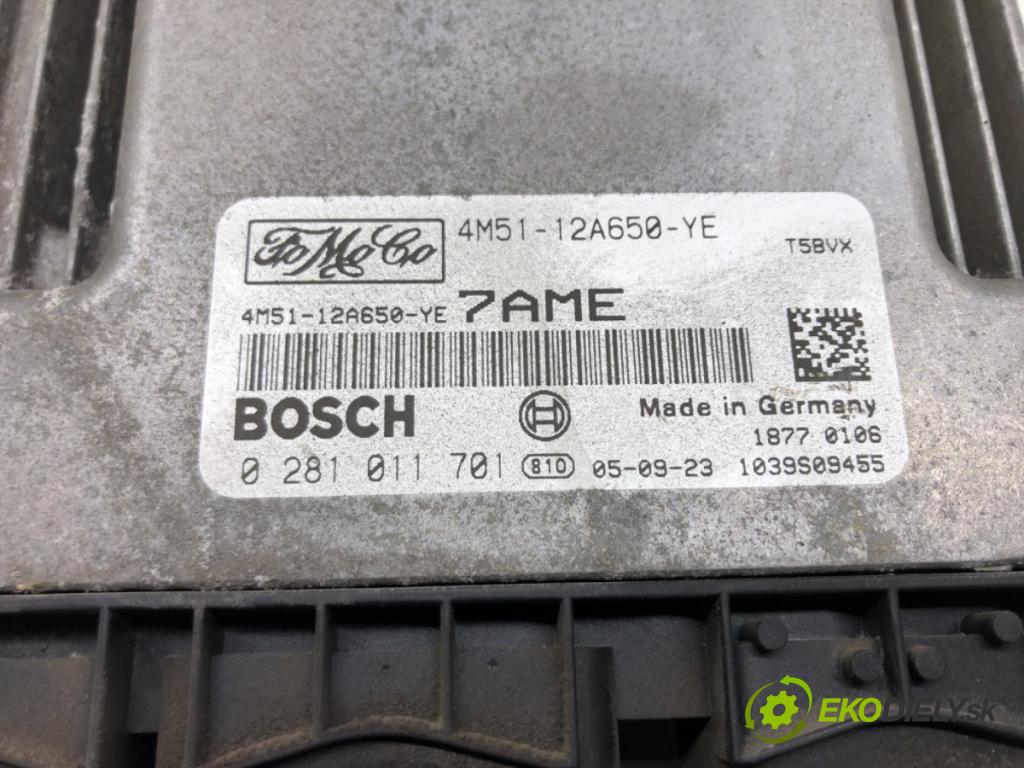 FoMoCo 4M51-12A650-YE T5BVX
4M51-12A650-YE 7AME
BOSCH Made in Germany
1877 0106
0 281 011 701 810 05-09-23 1039S09455
EKODIELY.sk